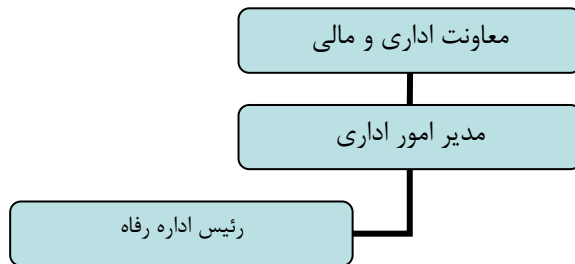 معاونت اداری و مالی
مدیر امور اداری
رئیس اداره رفاه